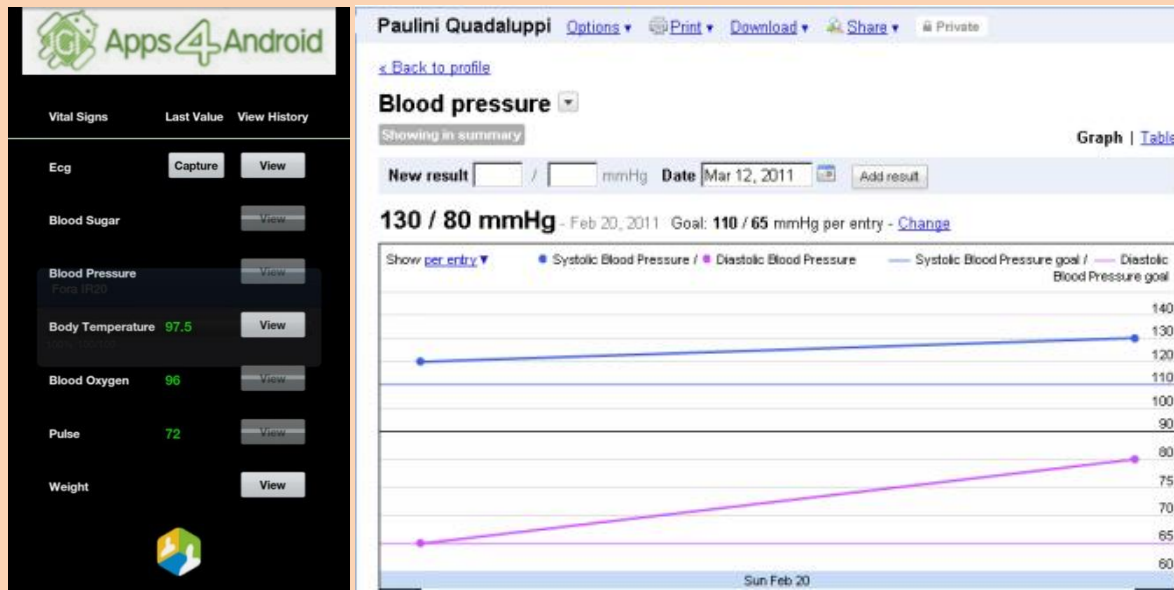 Apps4Android
Vital Signs Last Value View History
Ecg Capture View
Blood Sugar View
Blood Pressure View
Fora IR20
Body Temperature 97.5 View
Blood Oxygen 96 View
Pulse 72 View
Weight View
Paulini Quadaluppi Options ▾ Print ▾ Download ▾ Share ▾ Private
« Back to profile
Blood pressure
Showing in summary
Graph | Table
New result / mmHg Date Mar 12, 2011 Add result
130 / 80 mmHg - Feb 20, 2011 Goal: 110 / 65 mmHg per entry - Change
Show per entry ▾ Systolic Blood Pressure / Diastolic Blood Pressure Systolic Blood Pressure goal / Diastolic
Blood Pressure goal
140
130
120
110
100
90
80
75
70
65
60
Sun Feb 20